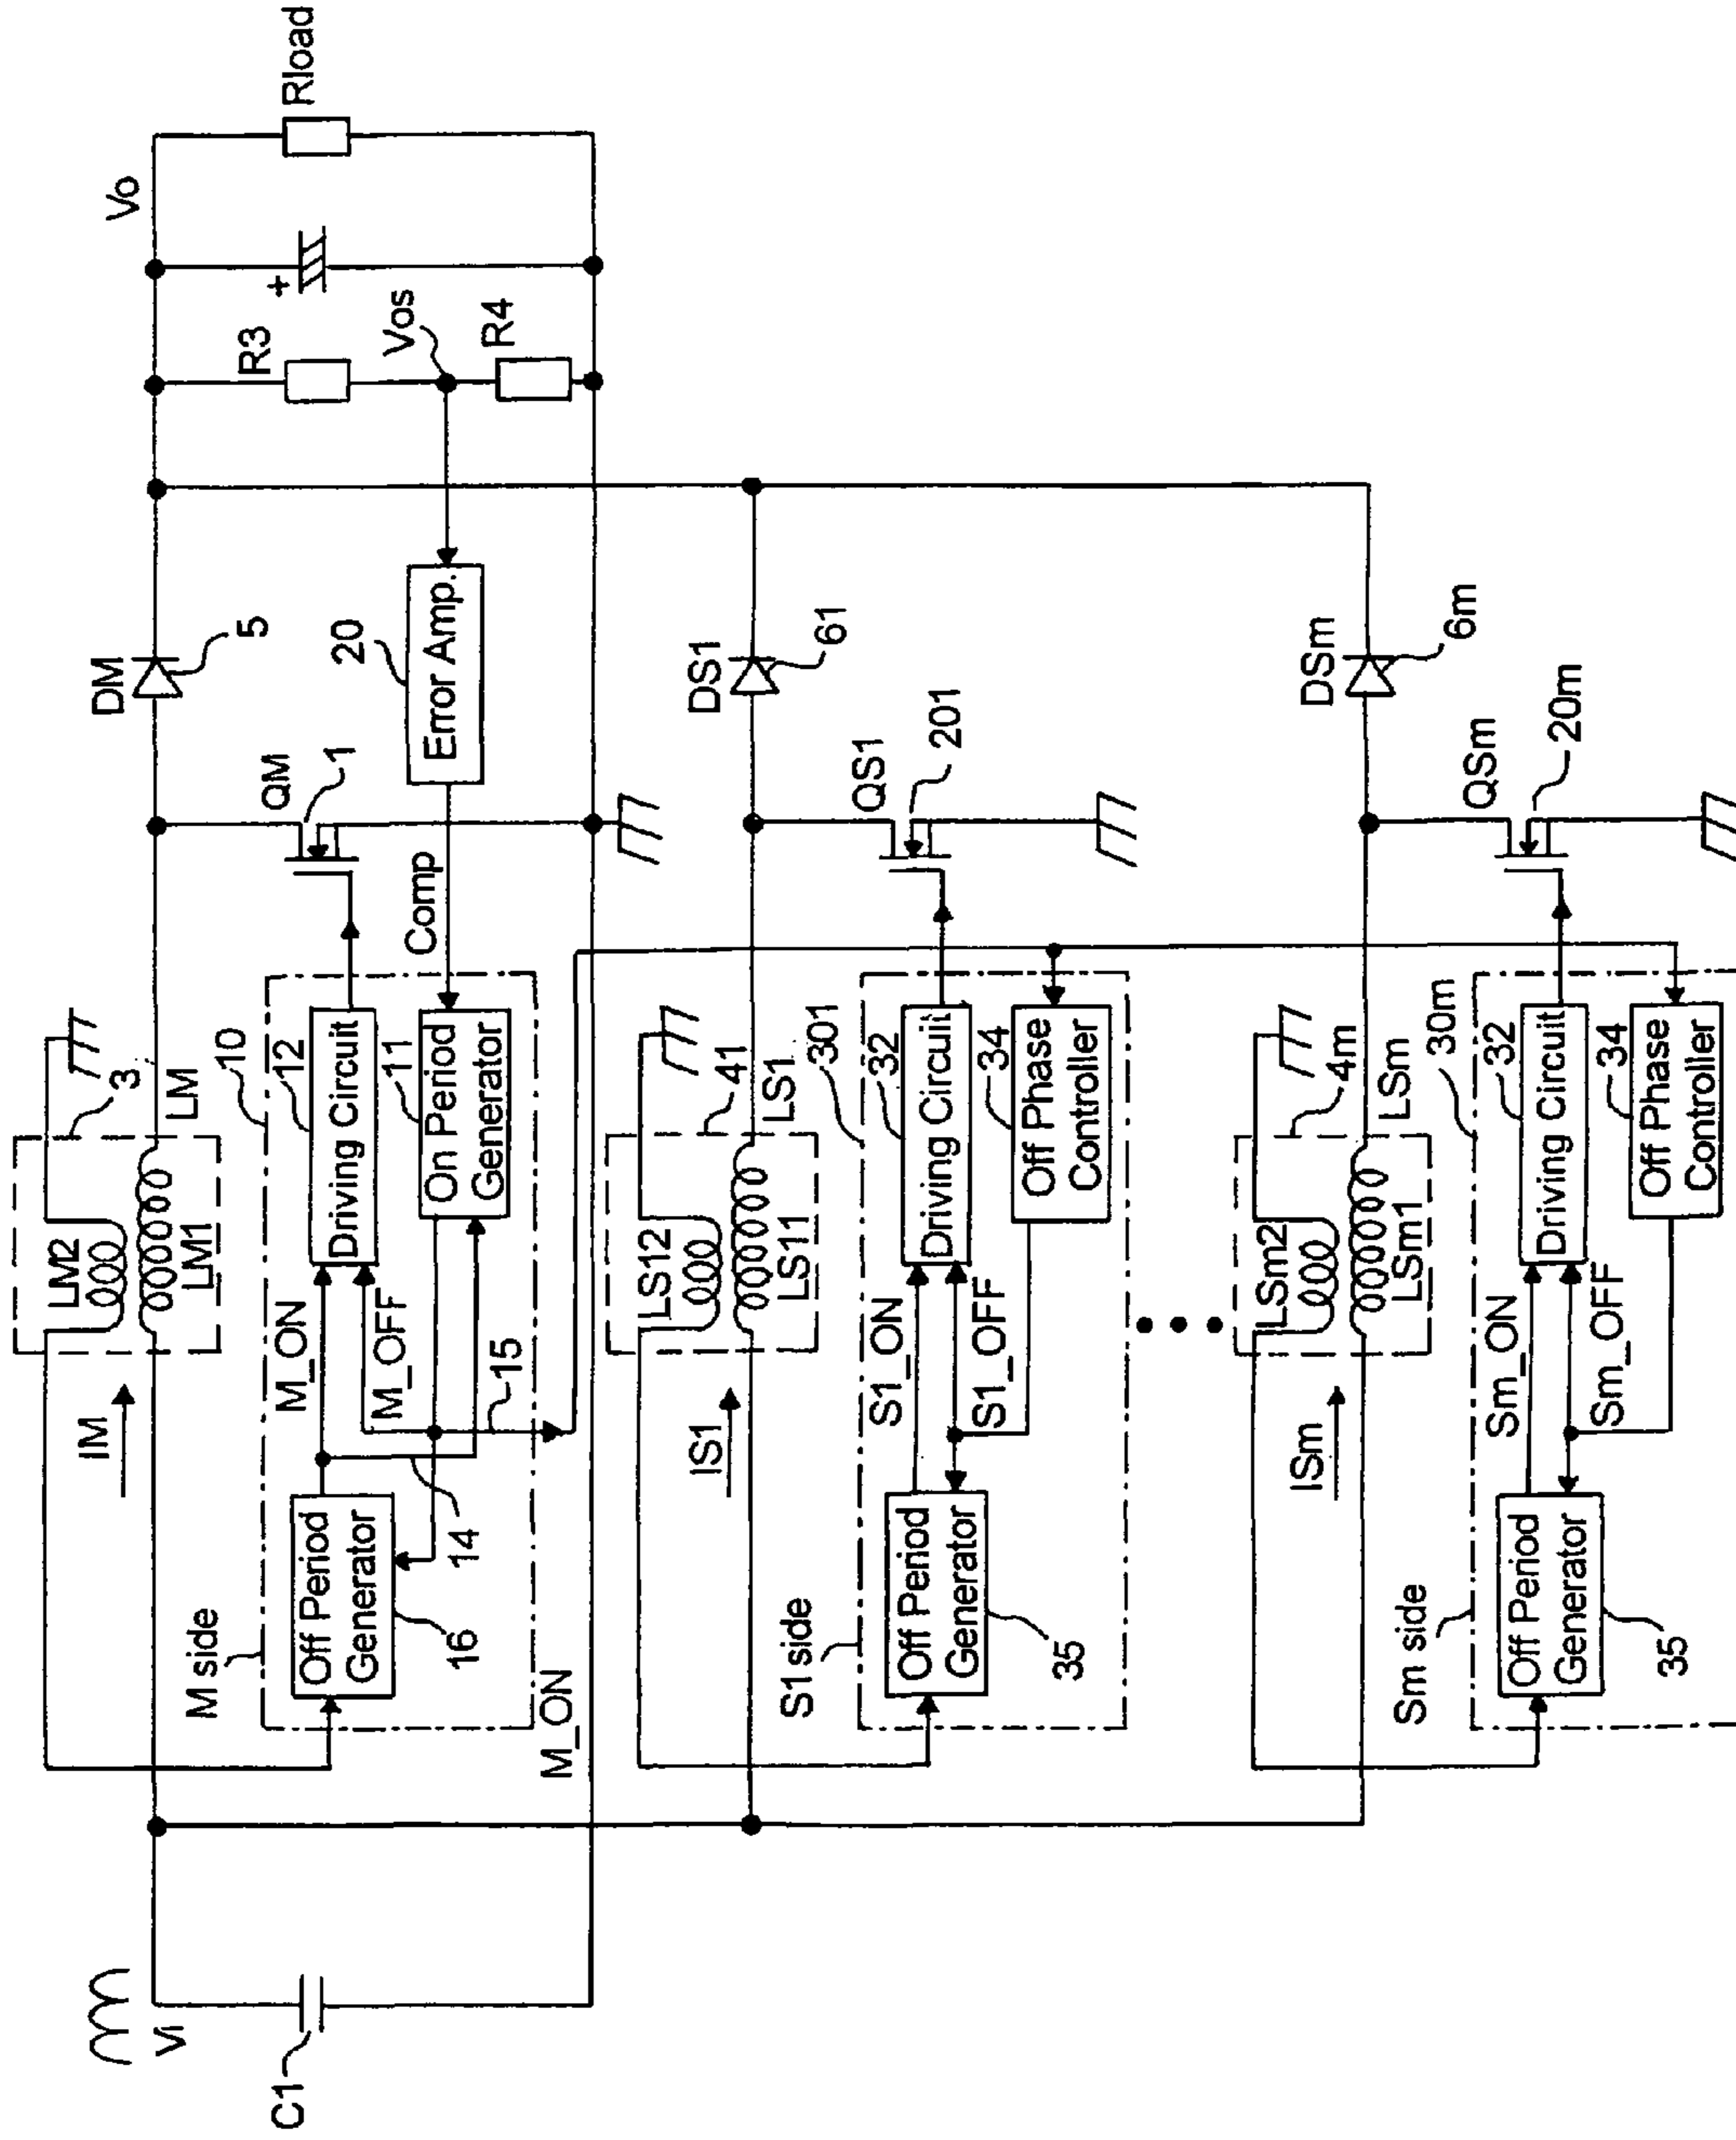 Vi
C1
IM
LM2
LM1
3
LM
DM
5
Vo
Rload
+
R3
Vos
R4
M side
10
Off Period
Generator
16
M_ON
M_OFF
14
15
Driving Circuit
12
On Period
Generator
11
QM
1
Comp
20
Error Amp.
M_ON
IS1
LS12
LS11
41
LS1
DS1
61
S1 side
301
Off Period
Generator
35
S1_ON
S1_OFF
Driving Circuit
32
Off Phase
Controller
34
QS1
201
ISm
LSm2
LSm1
4m
LSm
DSm
6m
Sm side
30m
Off Period
Generator
35
Sm_ON
Sm_OFF
Driving Circuit
32
Off Phase
Controller
34
QSm
20m